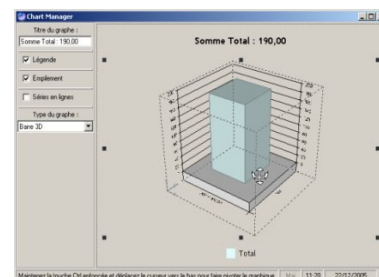 Chart Manager
Titre du graphe :
Somme Total : 190,00
Légende
Empilement
Séries en lignes
Type du graphe :
Barre 3D
Somme Total : 190,00
Total
Maintenez la touche Ctrl enfoncée et déplacez le curseur vers le bas pour faire pivoter le graphique
11:20
22/12/2005